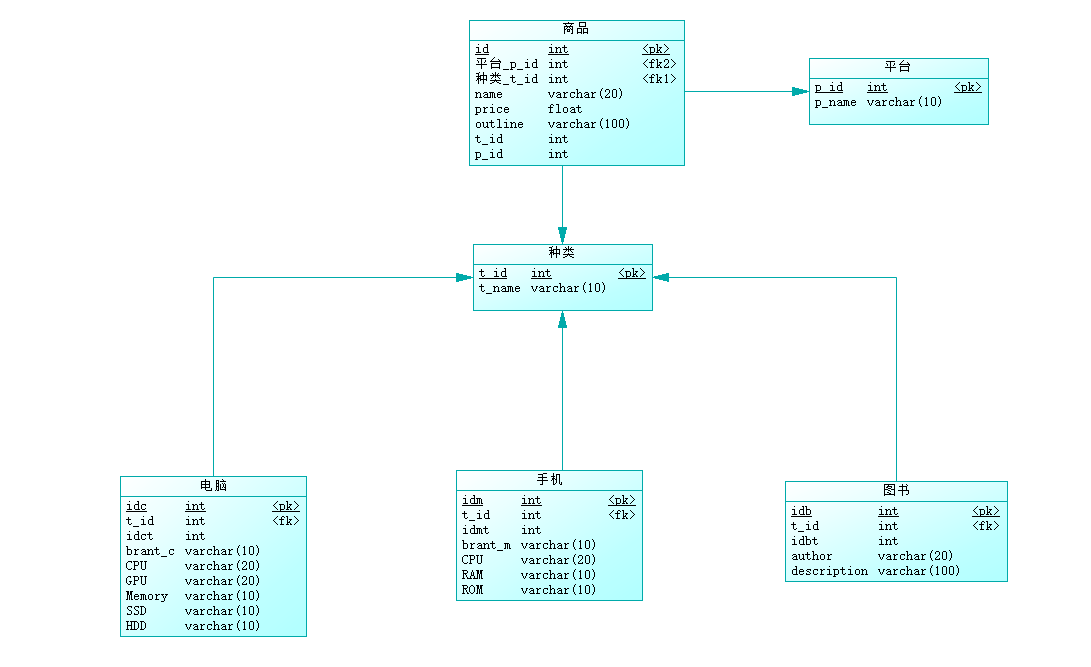 商品
id int <pk>
平台_p_id int <fk2>
种类_t_id int <fk1>
name varchar(20)
price float
outline varchar(100)
t_id int
p_id int
平台
p_id int <pk>
p_name varchar(10)
种类
t_id int <pk>
t_name varchar(10)
电脑
idc int <pk>
t_id int <fk>
idct int
brant_c varchar(10)
CPU varchar(20)
GPU varchar(20)
Memory varchar(10)
SSD varchar(10)
HDD varchar(10)
手机
idm int <pk>
t_id int <fk>
idmt int
brant_m varchar(10)
CPU varchar(20)
RAM varchar(10)
ROM varchar(10)
图书
idb int <pk>
t_id int <fk>
idbt int
author varchar(20)
description varchar(100)